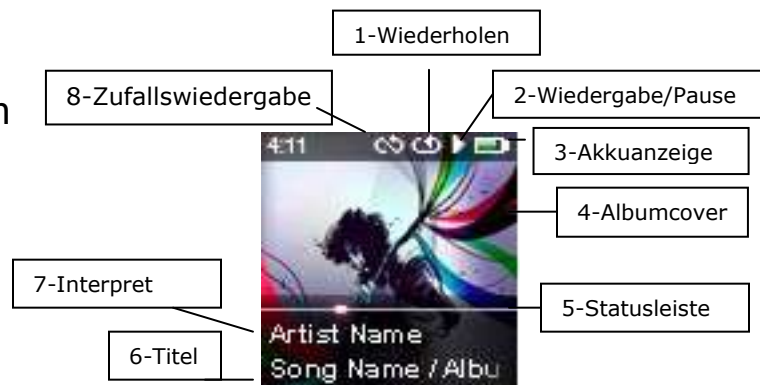 1-Wiederholen
8-Zufallswiedergabe
2-Wiedergabe/Pause
4:11
3-Akkuanzeige
4-Albumcover
7-Interpret
5-Statusleiste
Artist Name
6-Titel
Song Name / Albu